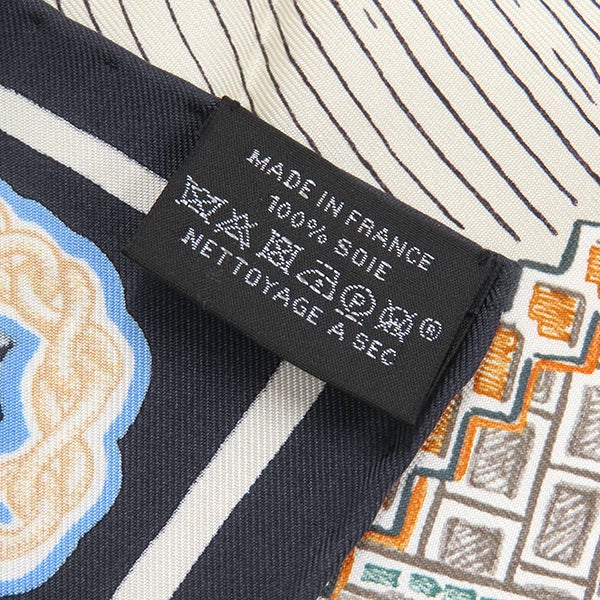 MADE IN FRANCE
100% SOIE
P ®
NETTOYAGE A SEC